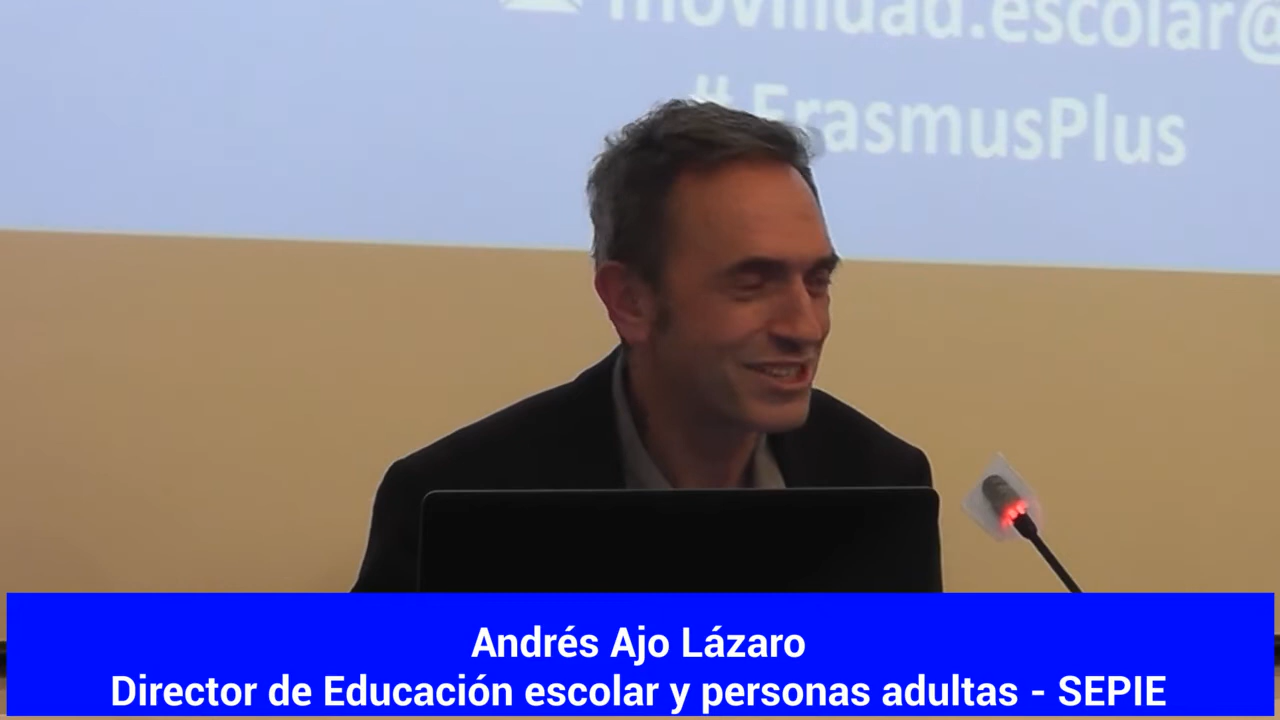 movilidad.escolar@
# ErasmusPlus
Andrés Ajo Lázaro
Director de Educación escolar y personas adultas - SEPIE